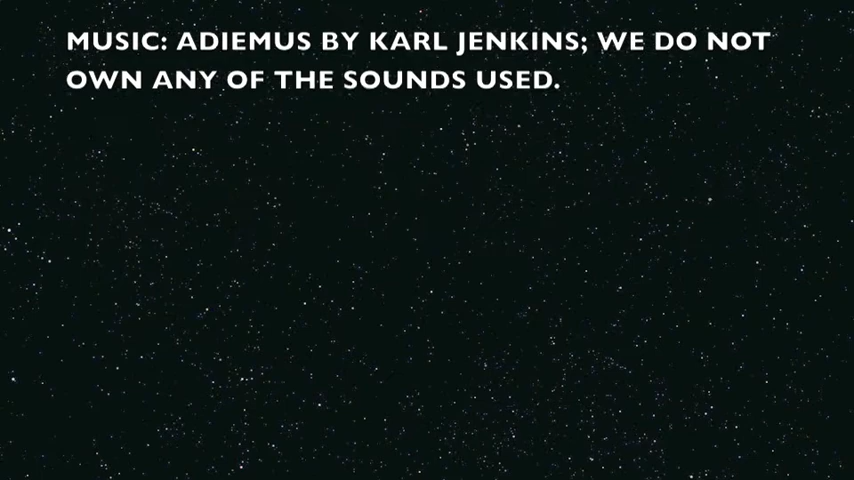 MUSIC: ADIEMUS BY KARL JENKINS; WE DO NOT
OWN ANY OF THE SOUNDS USED.